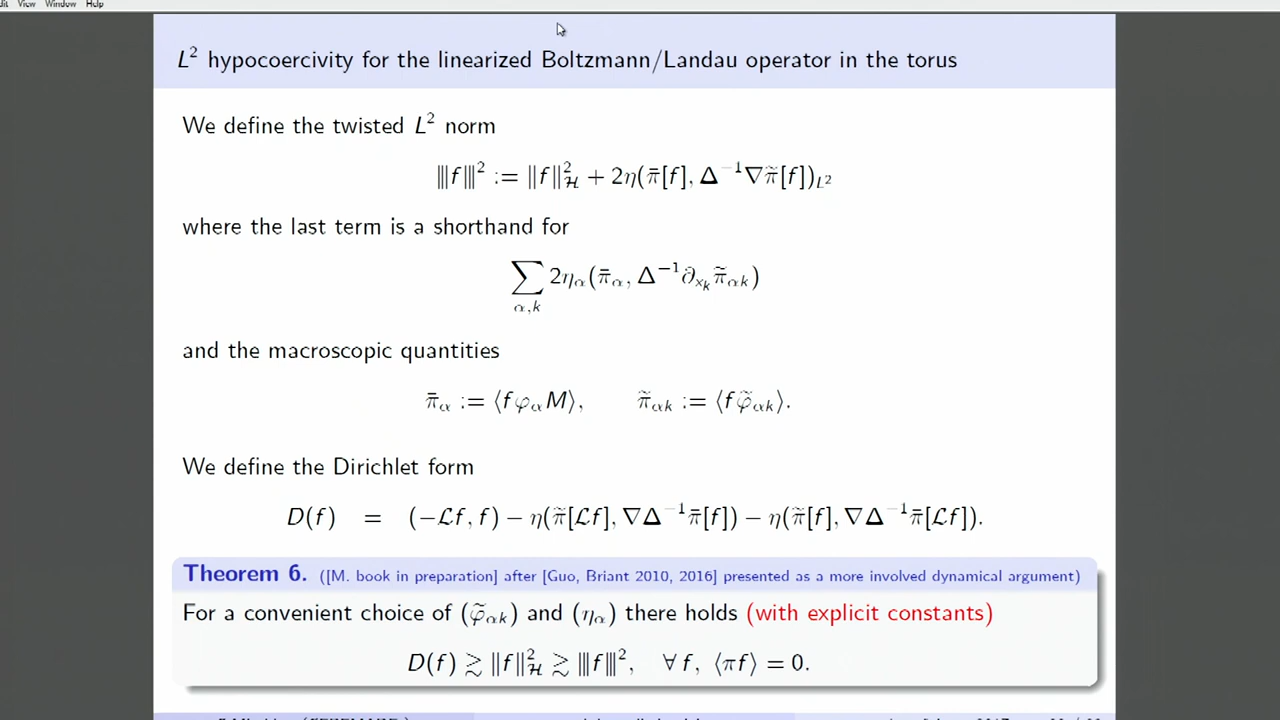 View Window Help
L² hypocoercivity for the linearized Boltzmann/Landau operator in the torus
We define the twisted L² norm
|||f|||² := ||f||²_ℋ + 2η(π̄[f], Δ⁻¹∇π̃[f])_{L²}
where the last term is a shorthand for
∑_{α,k} 2η_α(π̄_α, Δ⁻¹∂_{x_k}π̃_{αk})
and the macroscopic quantities
π̄_α := ⟨fφ_αM⟩, π̃_{αk} := ⟨fφ̃_{αk}⟩.
We define the Dirichlet form
D(f) = (−ℒf, f) − η(π̃[ℒf], ∇Δ⁻¹π̄[f]) − η(π̃[f], ∇Δ⁻¹π̄[ℒf]).
Theorem 6. ([M. book in preparation] after [Guo, Briant 2010, 2016] presented as a more involved dynamical argument)
For a convenient choice of (φ̃_{αk}) and (η_α) there holds (with explicit constants)
D(f) ≳ ||f||²_ℋ ≳ |||f|||², ∀ f, ⟨πf⟩ = 0.